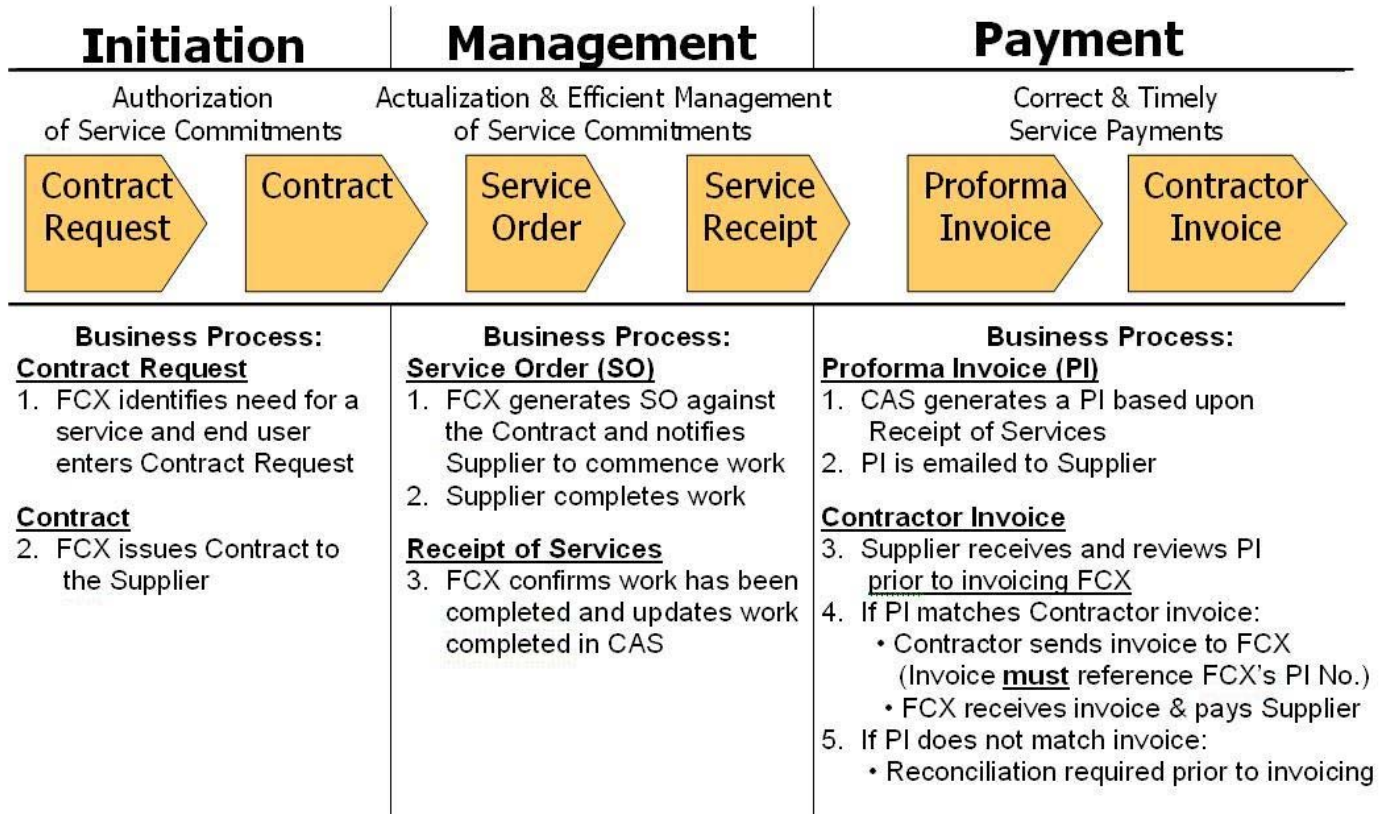 Initiation
Management
Payment
Authorization
of Service Commitments
Actualization & Efficient Management
of Service Commitments
Correct & Timely
Service Payments
Contract
Request
Contract
Service
Order
Service
Receipt
Proforma
Invoice
Contractor
Invoice
Business Process:
Contract Request
1. FCX identifies need for a
service and end user
enters Contract Request
Contract
2. FCX issues Contract to
the Supplier
Business Process:
Service Order (SO)
1. FCX generates SO against
the Contract and notifies
Supplier to commence work
2. Supplier completes work
Receipt of Services
3. FCX confirms work has been
completed and updates work
completed in CAS
Business Process:
Proforma Invoice (PI)
1. CAS generates a PI based upon
Receipt of Services
2. PI is emailed to Supplier
Contractor Invoice
3. Supplier receives and reviews PI
prior to invoicing FCX
4. If PI matches Contractor invoice:
• Contractor sends invoice to FCX
(Invoice must reference FCX's PI No.)
• FCX receives invoice & pays Supplier
5. If PI does not match invoice:
• Reconciliation required prior to invoicing